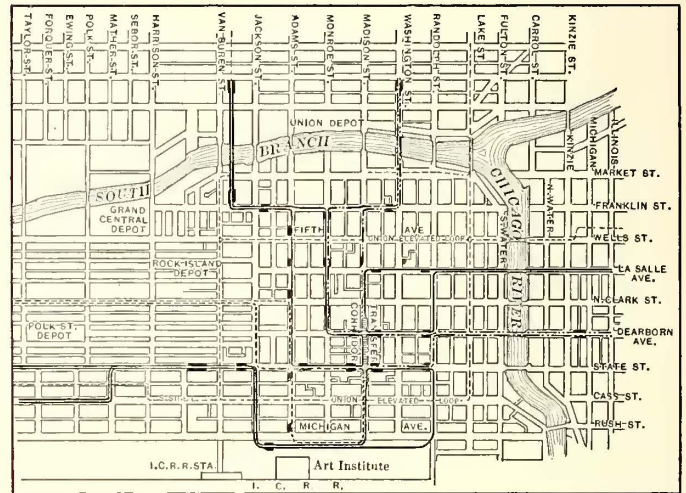 TAYLOR ST.
FORQUER ST.
EWING ST.
POLK ST.
MATHER ST.
SEBOR ST.
HARRISON ST.
VAN BUREN ST
JACKSON ST.
ADAMS ST.
MONROE ST.
MADISON ST.
WASHINGTON ST.
RANDOLPH ST.
LAKE ST.
FULTON ST.
CARROL ST.
KINZIE ST.
UNION DEPOT
SOUTH BRANCH
CHICAGO RIVER
KINZIE
MICHIGAN
ILLINOIS
MARKET ST.
GRAND
CENTRAL
DEPOT
N.WATER
S.WATER
FRANKLIN ST.
FIFTH AVE
UNION ELEVATED LOOP
WELLS ST.
ROCK ISLAND
DEPOT
LA SALLE
AVE.
N.CLARK ST.
POLK ST.
DEPOT
TRANSFER
CORRIDOR
DEARBORN
AVE.
STATE ST.
UNION ELEVATED LOOP
CASS ST.
MICHIGAN AVE.
RUSH ST.
I.C.R.R.STA.
Art Institute
I. C. R. R.